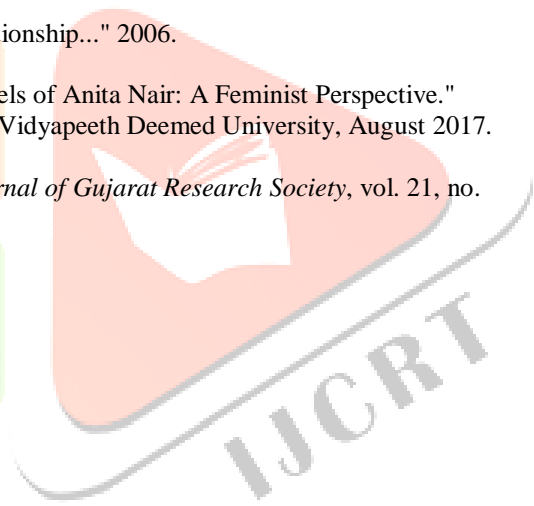 ionship..." 2006.
els of Anita Nair: A Feminist Perspective."
Vidyapeeth Deemed University, August 2017.
rnal of Gujarat Research Society, vol. 21, no.
IJCRT